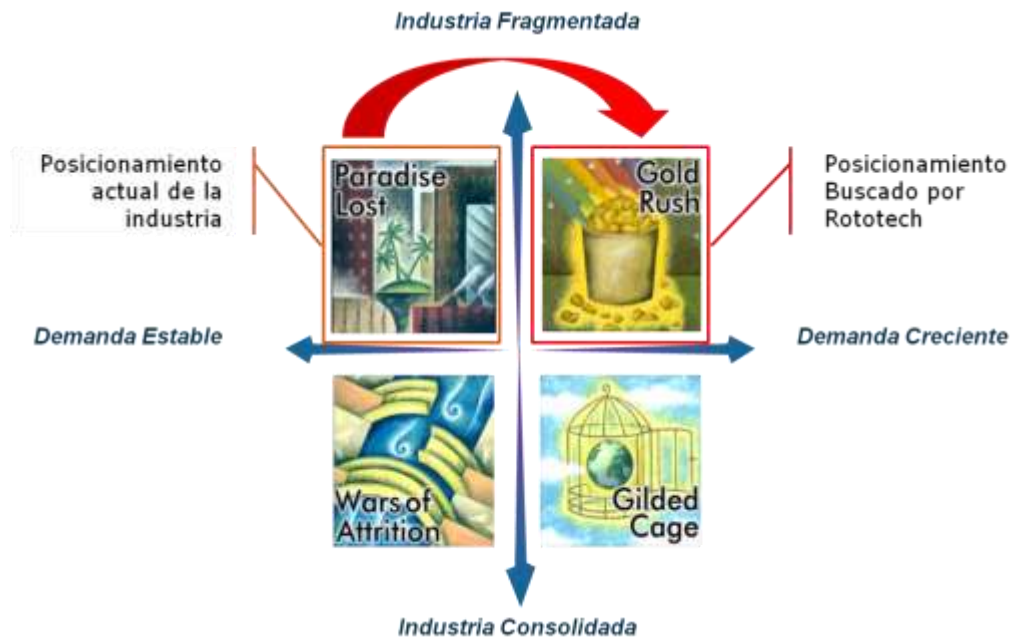 Industria Fragmentada
Posicionamiento
actual de la
industria
Paradise
Lost
Gold
Rush
Posicionamiento
Buscado por
Rototech
Demanda Estable
Demanda Creciente
Wars of
Attrition
Gilded
Cage
Industria Consolidada